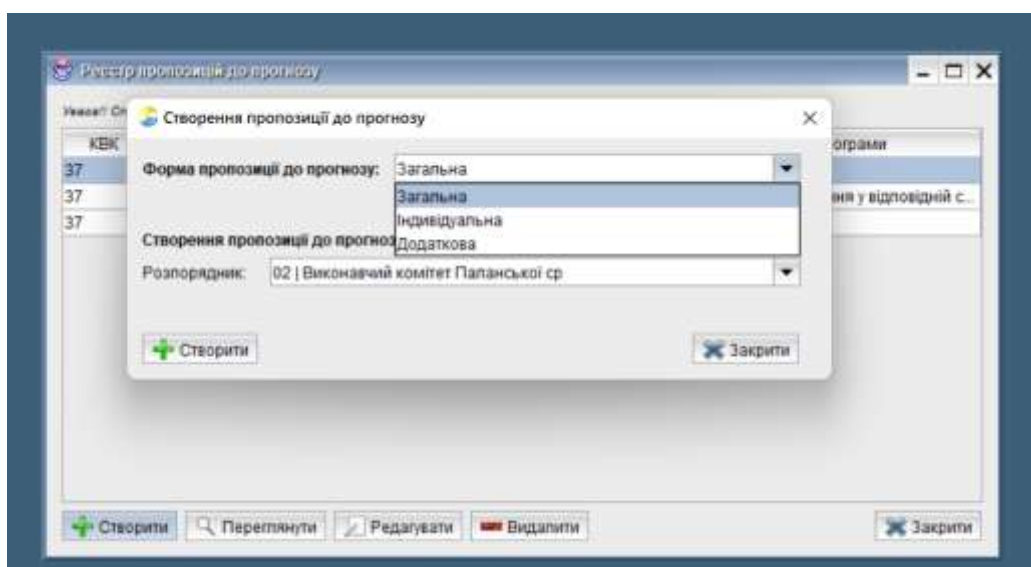 Реєстр пропозицій до прогнозу
Увага!!
Створення пропозиції до прогнозу
КВК
ограми
37
Форма пропозиції до прогнозу: Загальна
Загальна
37
ння у відповідній с...
Індивідуальна
37
Створення пропозиції до прогноз
Додаткова
Розпорядник: 02 | Виконавчий комітет Паланської ср
Створити
Закрити
Створити Переглянути Редагувати Видалити Закрити